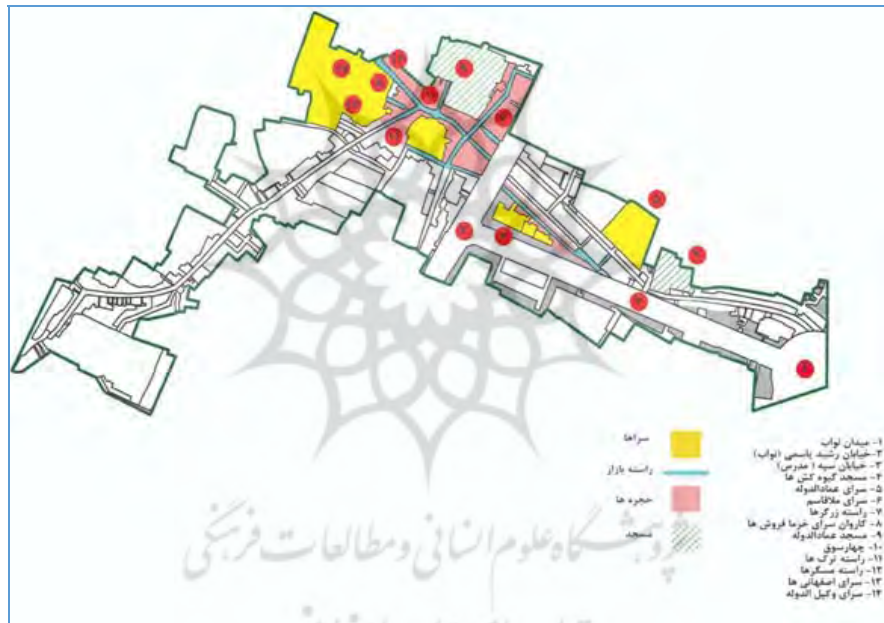 سراها
راسته بازار
حجره ها
مسجد
۱- میدان نواب
۲-خیابان رشید یاسمی (نواب)
۳- خیابان سپه ( مدرس)
۴- مسجد گیوه کش ها
۵- سرای عمادالدوله
۶- سرای ملاقاسم
۷- راسته زرگرها
۸- کاروان سرای خرما فروش ها
۹- مسجد عمادالدوله
۱۰- چهارسوق
۱۱- راسته ترک ها
۱۲- راسته مسگرها
۱۳- سرای اصفهانی ها
۱۴- سرای وکیل الدوله
پژوهشگاه علوم انسانی و مطالعات فرهنگی